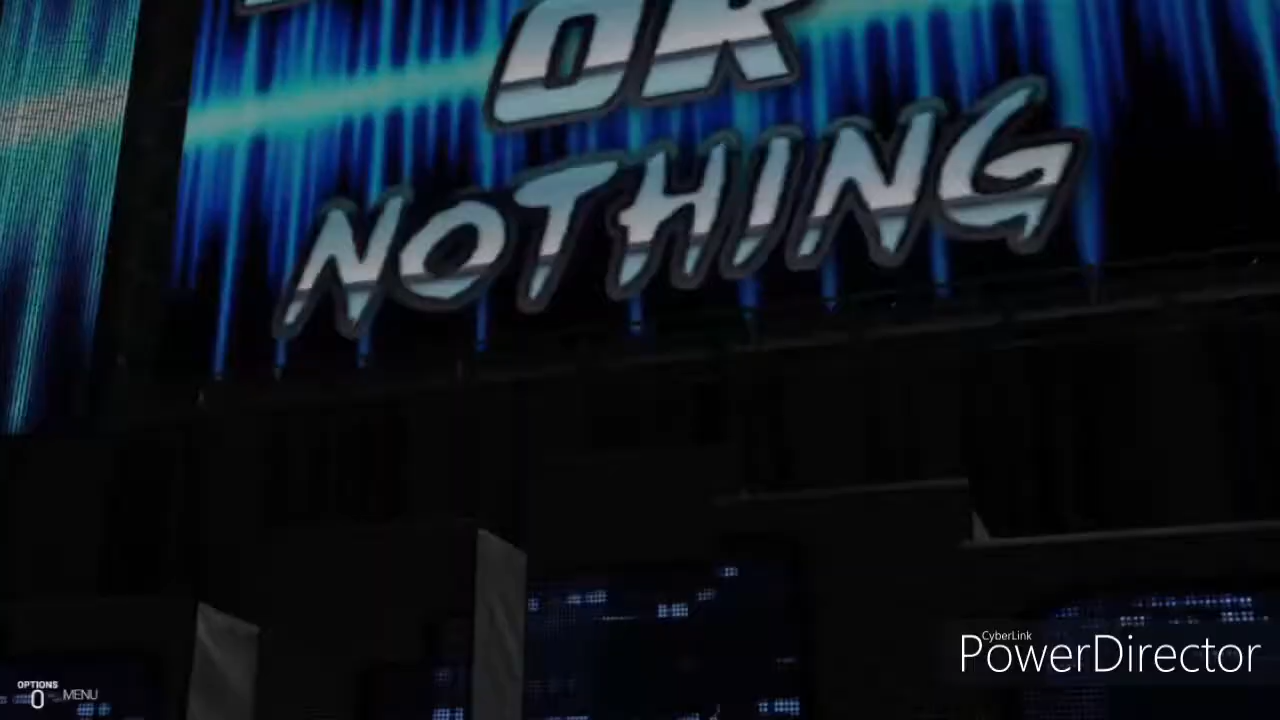 OR
NOTHING
CyberLink
PowerDirector
OPTIONS
MENU